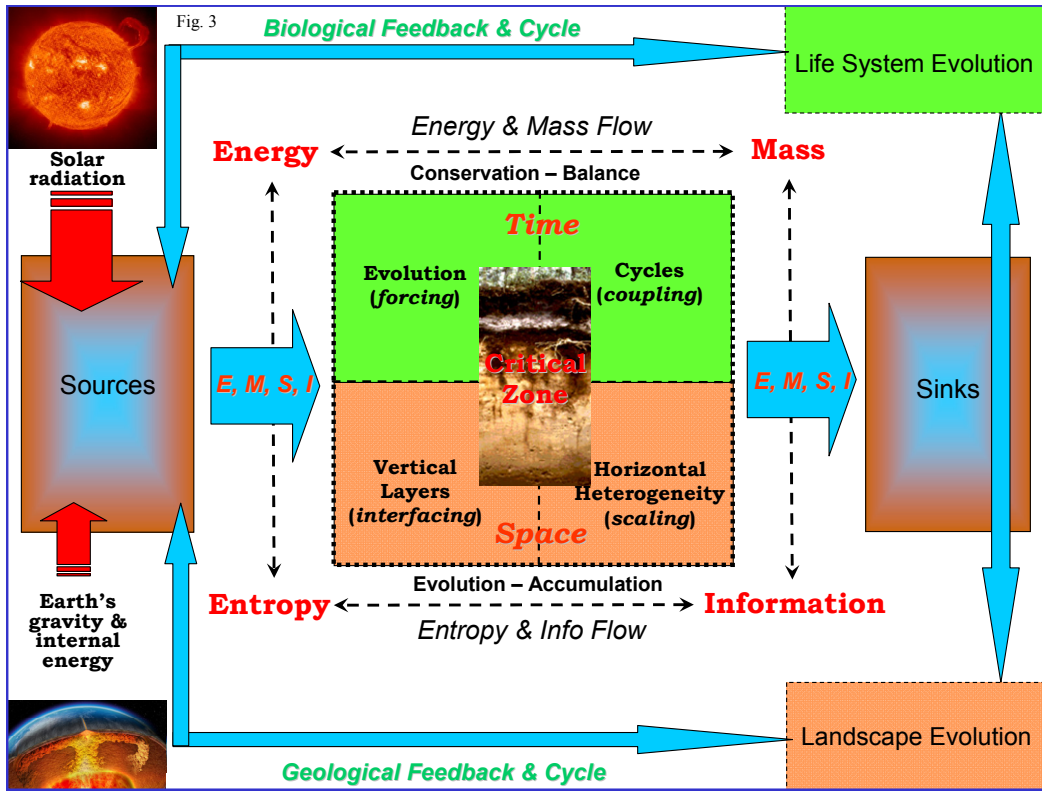 Fig. 3
Biological Feedback & Cycle
Life System Evolution
Energy & Mass Flow
Energy
Mass
Conservation – Balance
Solar
radiation
Time
Evolution
(forcing)
Cycles
(coupling)
Critical
Zone
Sources
E, M, S, I
E, M, S, I
Sinks
Vertical
Layers
(interfacing)
Horizontal
Heterogeneity
(scaling)
Space
Evolution – Accumulation
Entropy
Information
Entropy & Info Flow
Earth's
gravity &
internal
energy
Landscape Evolution
Geological Feedback & Cycle